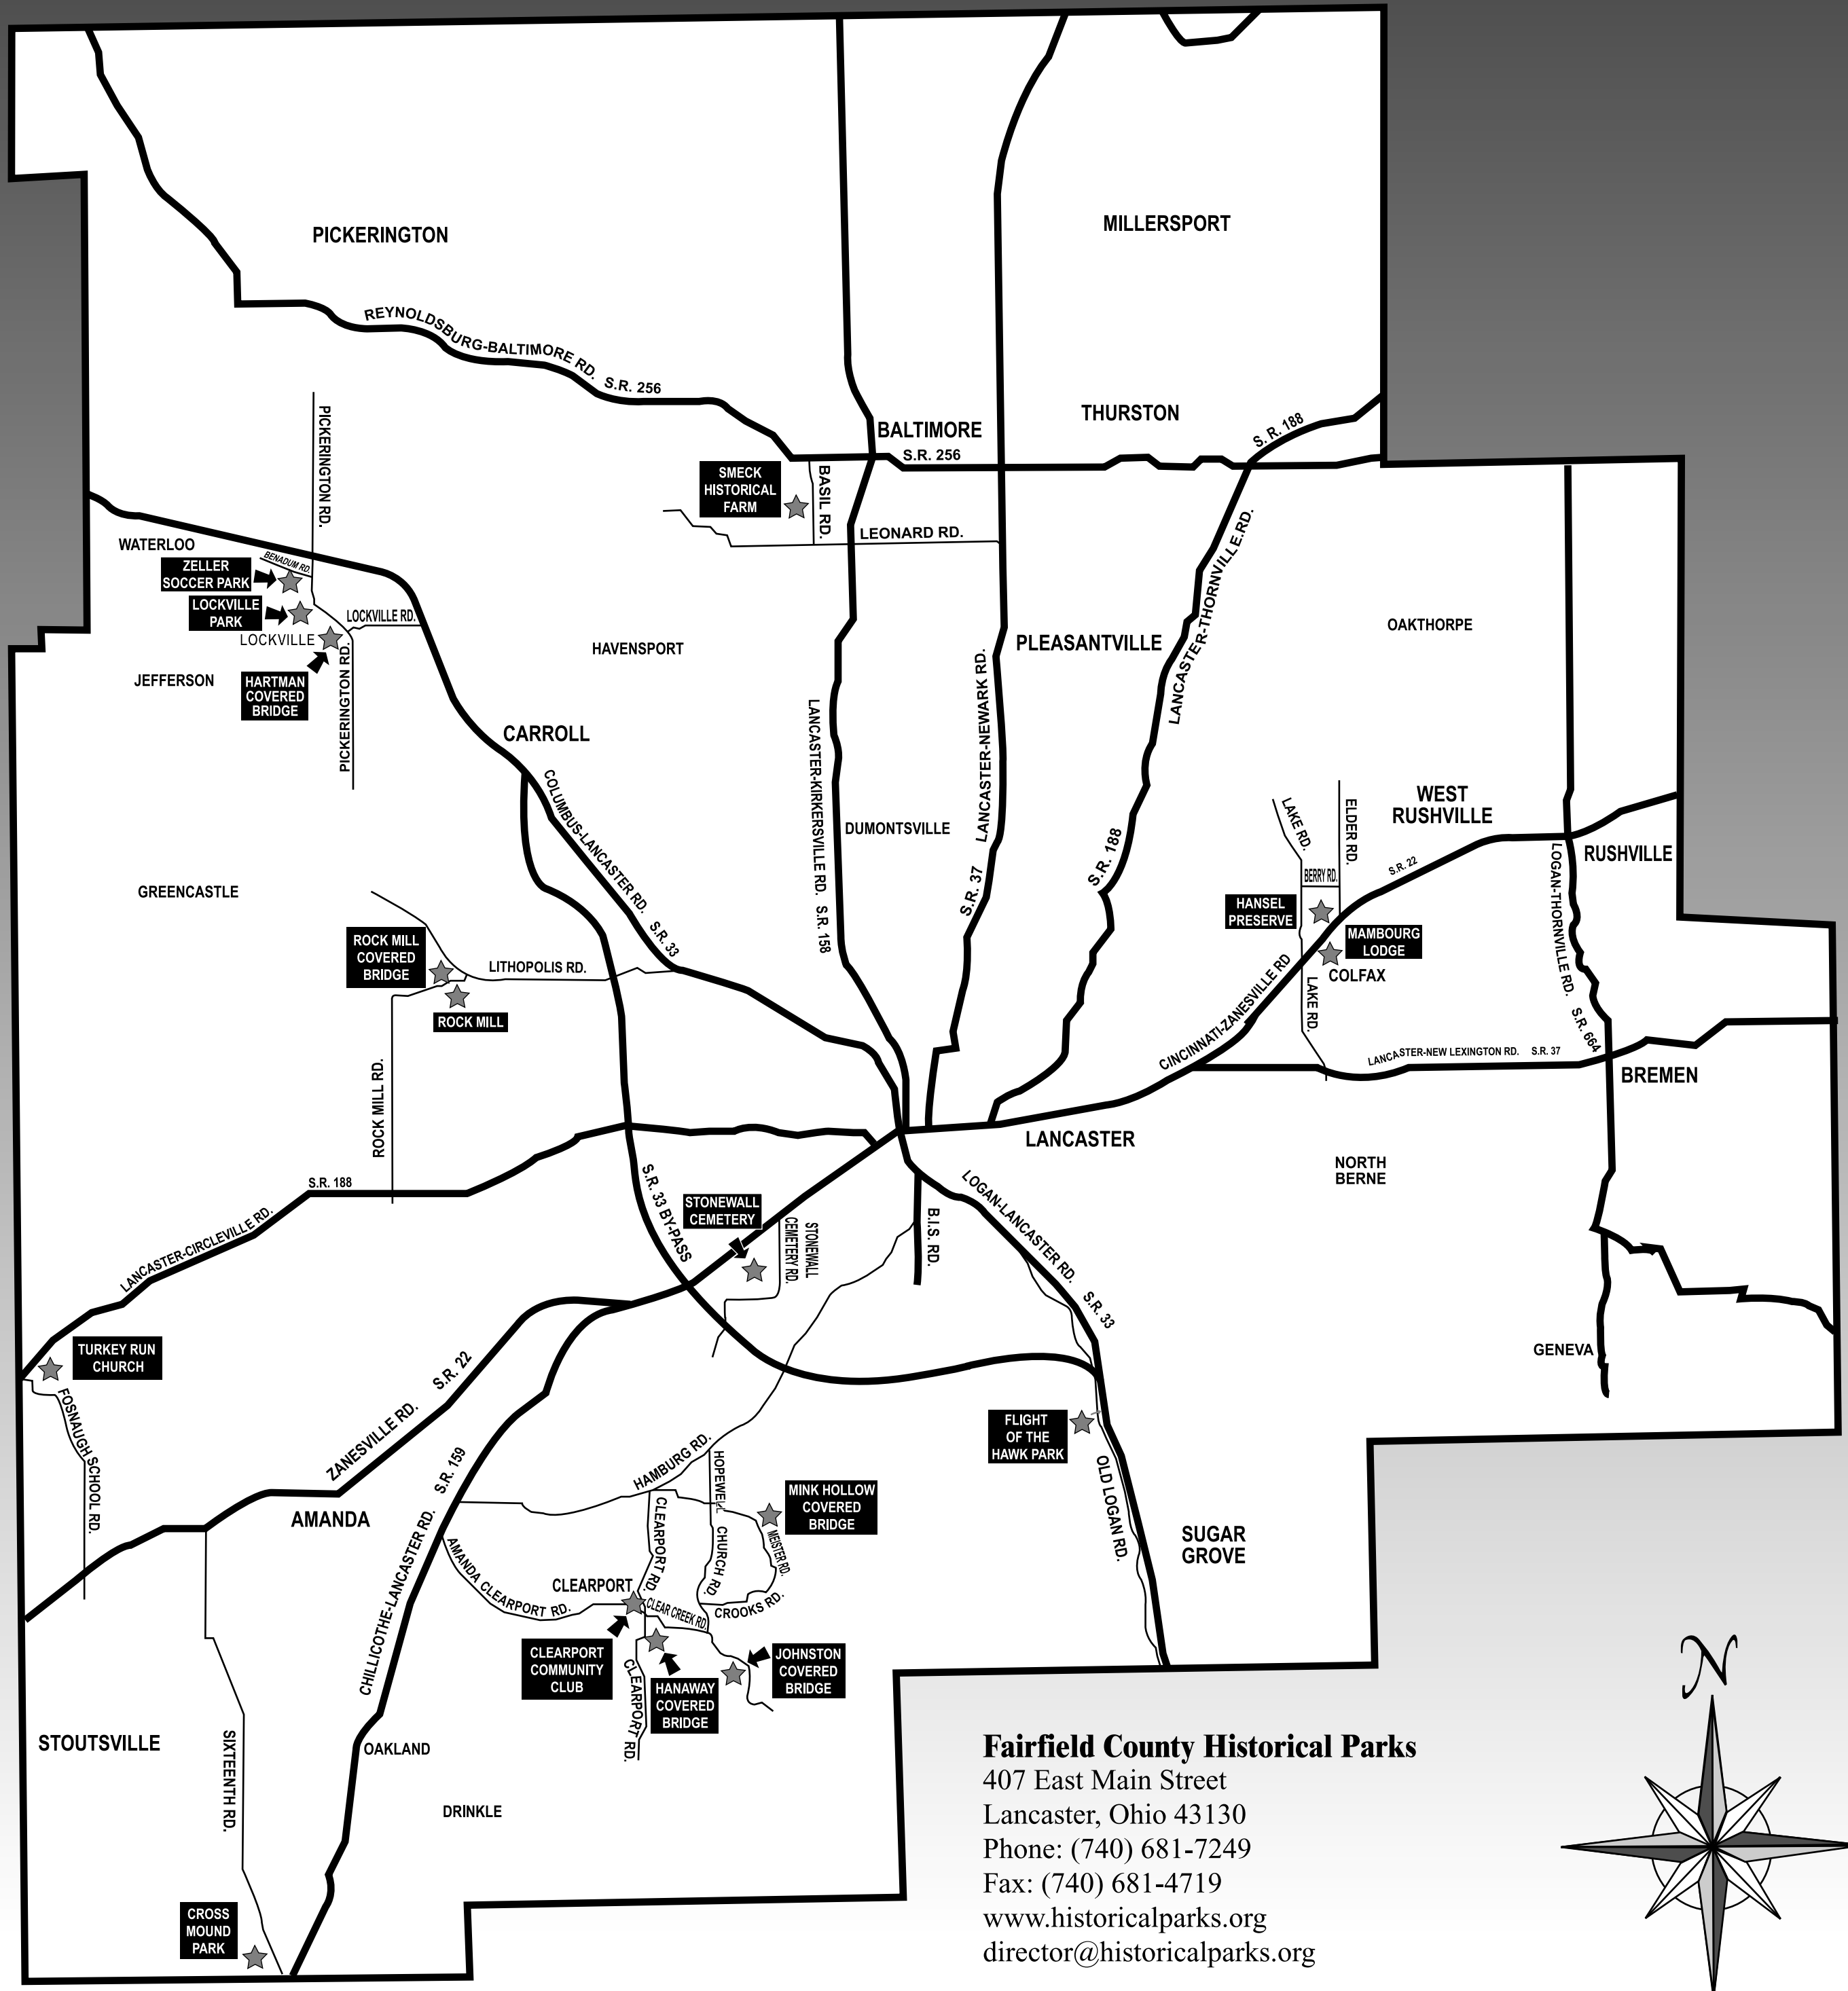 PICKERINGTON
MILLERSPORT
REYNOLDSBURG-BALTIMORE RD. S.R. 256
THURSTON
BALTIMORE
S.R. 256
S.R. 188
PICKERINGTON RD.
SMECK
HISTORICAL
FARM
BASIL RD.
LEONARD RD.
WATERLOO
BENADUM RD.
ZELLER
SOCCER PARK
LOCKVILLE
PARK
LOCKVILLE RD.
LOCKVILLE
JEFFERSON
HARTMAN
COVERED
BRIDGE
PICKERINGTON RD.
HAVENSPORT
PLEASANTVILLE
LANCASTER-THORNVILLE.RD.
OAKTHORPE
CARROLL
COLUMBUS-LANCASTER RD. S.R. 33
LANCASTER-KIRKERSVILLE RD. S.R. 158
DUMONTSVILLE
S.R. 37 LANCASTER-NEWARK RD.
S.R. 188
LAKE RD.
ELDER RD.
BERRY RD.
WEST
RUSHVILLE
S.R. 22
RUSHVILLE
LOGAN-THORNVILLE RD. S.R. 664
GREENCASTLE
HANSEL
PRESERVE
MAMBOURG
LODGE
COLFAX
ROCK MILL
COVERED
BRIDGE
LITHOPOLIS RD.
ROCK MILL
CINCINNATI-ZANESVILLE RD
LAKE RD.
LANCASTER-NEW LEXINGTON RD. S.R. 37
BREMEN
ROCK MILL RD.
LANCASTER
NORTH
BERNE
S.R. 188
LANCASTER-CIRCLEVILLE RD.
S.R. 33 BY-PASS
STONEWALL
CEMETERY
STONEWALL
CEMETERY RD.
B.I.S. RD.
LOGAN-LANCASTER RD. S.R. 33
TURKEY RUN
CHURCH
FOSNAUGH SCHOOL RD.
ZANESVILLE RD. S.R. 22
GENEVA
FLIGHT
OF THE
HAWK PARK
OLD LOGAN RD.
AMANDA
CHILLICOTHE-LANCASTER RD. S.R. 159
HAMBURG RD.
HOPEWELL CHURCH RD.
MINK HOLLOW
COVERED
BRIDGE
MEISTER RD.
CLEARPORT RD.
SUGAR
GROVE
AMANDA CLEARPORT RD.
CLEARPORT
CLEAR CREEK RD.
CROOKS RD.
CLEARPORT
COMMUNITY
CLUB
CLEARPORT RD.
HANAWAY
COVERED
BRIDGE
JOHNSTON
COVERED
BRIDGE
STOUTSVILLE
SIXTEENTH RD.
OAKLAND
DRINKLE
CROSS
MOUND
PARK
N
Fairfield County Historical Parks
407 East Main Street
Lancaster, Ohio 43130
Phone: (740) 681-7249
Fax: (740) 681-4719
www.historicalparks.org
director@historicalparks.org